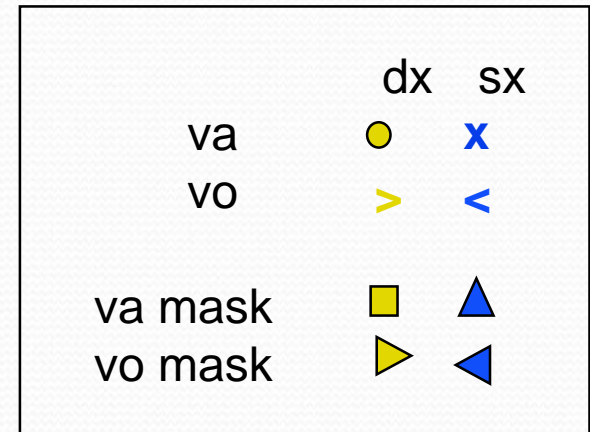 dx sx
va x
vo > <
va mask
vo mask